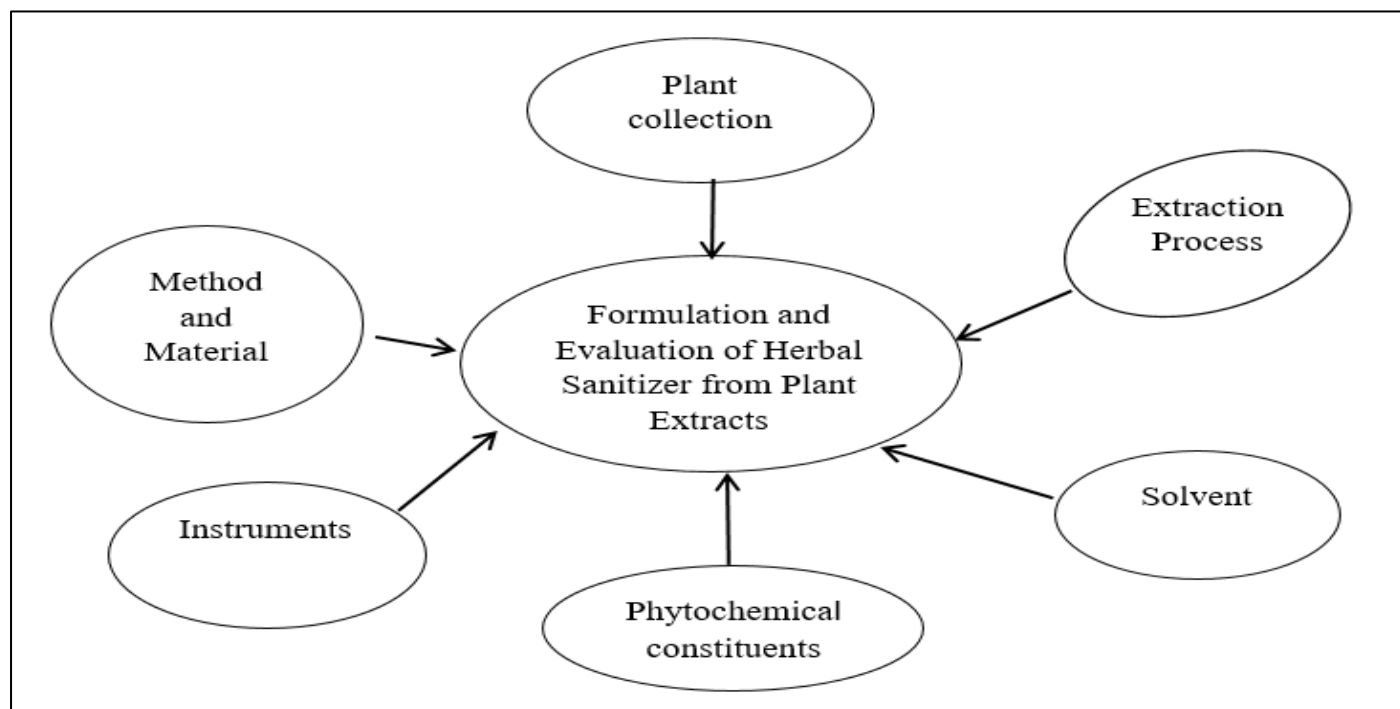 Plant
collection
Extraction
Process
Method
and
Material
Formulation and
Evaluation of Herbal
Sanitizer from Plant
Extracts
Instruments
Solvent
Phytochemical
constituents